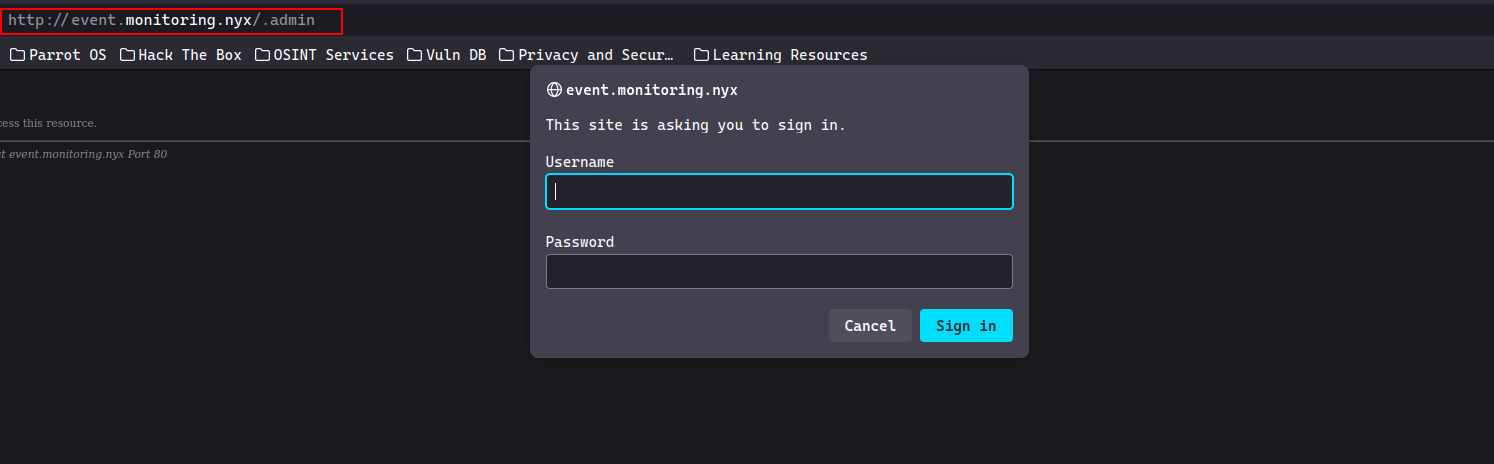 http://event.monitoring.nyx/.admin
Parrot OS Hack The Box OSINT Services Vuln DB Privacy and Secur… Learning Resources
event.monitoring.nyx
This site is asking you to sign in.
this resource.
event.monitoring.nyx Port 80
Username
Password
Cancel Sign in